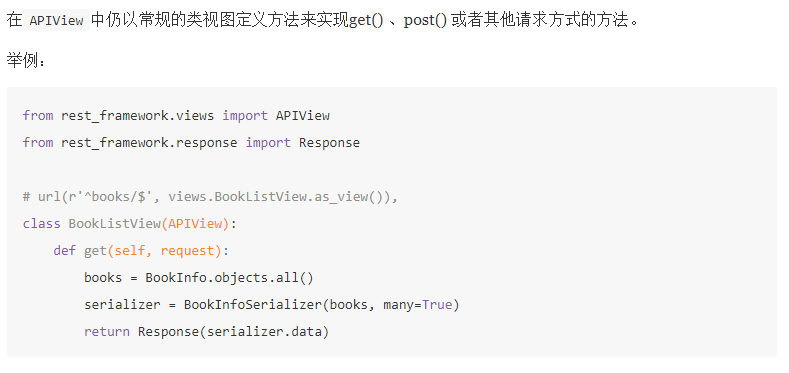 在 APIView 中仍以常规的类视图定义方法来实现get() 、post() 或者其他请求方式的方法。
举例：
from rest_framework.views import APIView
from rest_framework.response import Response
# url(r'^books/$', views.BookListView.as_view()),
class BookListView(APIView):
    def get(self, request):
        books = BookInfo.objects.all()
        serializer = BookInfoSerializer(books, many=True)
        return Response(serializer.data)